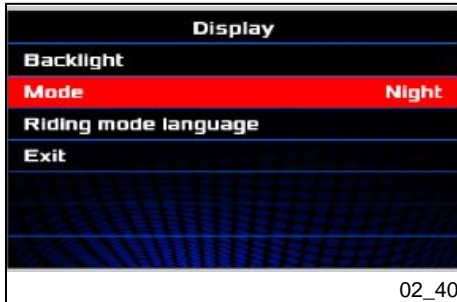 Display
Backlight
Mode Night
Riding mode language
Exit
02_40